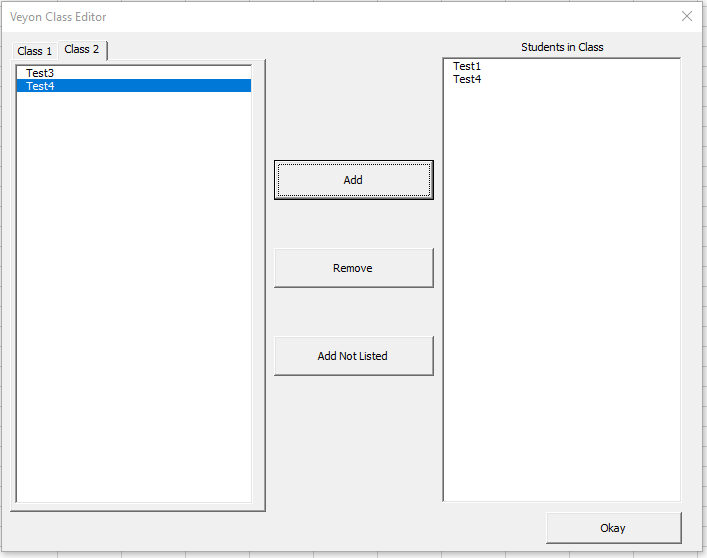 Veyon Class Editor
Class 1
Class 2
Test3
Test4
Add
Remove
Add Not Listed
Students in Class
Test1
Test4
Okay